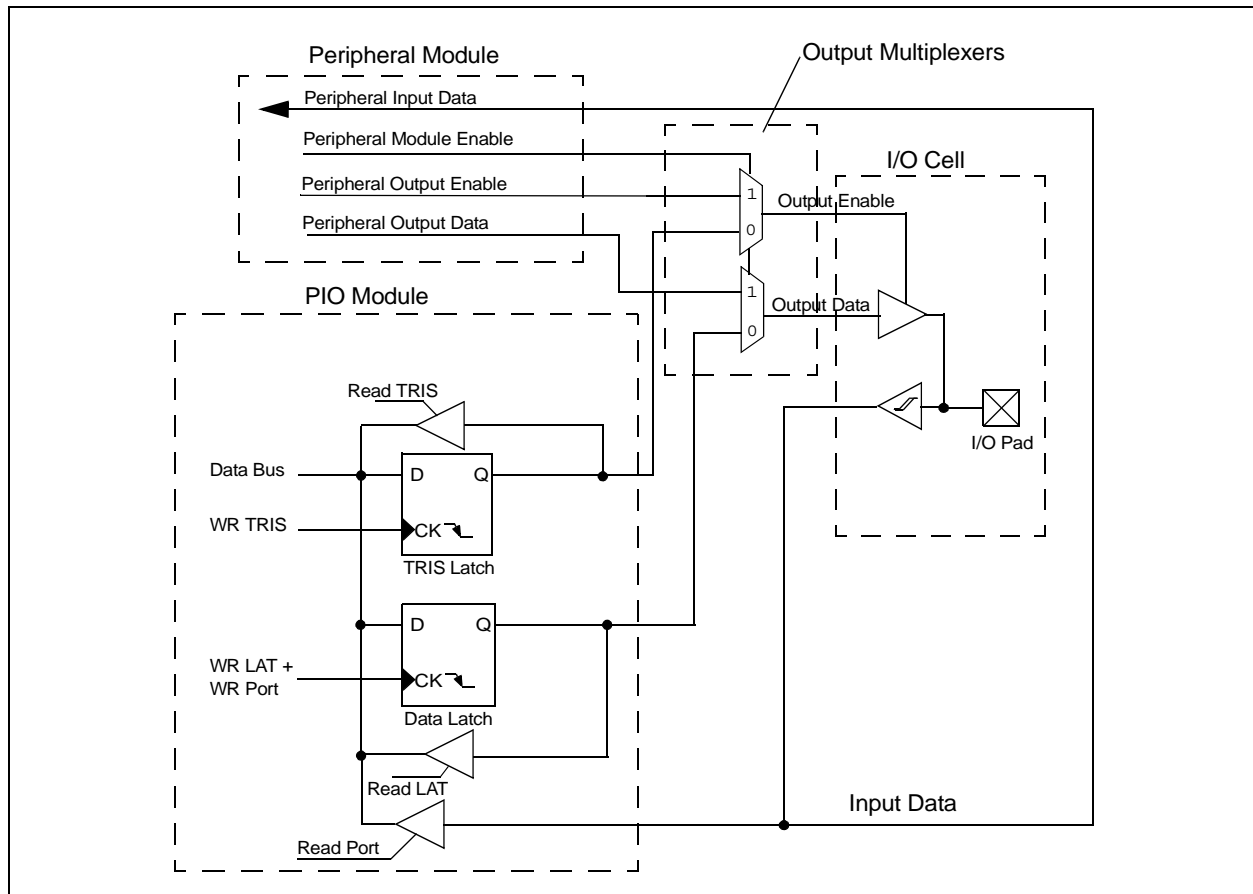 Peripheral Module
Output Multiplexers
Peripheral Input Data
Peripheral Module Enable
I/O Cell
Peripheral Output Enable
1
Output Enable
Peripheral Output Data
0
PIO Module
1
Output Data
0
Read TRIS
I/O Pad
Data Bus
D
Q
WR TRIS
CK
TRIS Latch
D
Q
WR LAT +
WR Port
CK
Data Latch
Read LAT
Input Data
Read Port